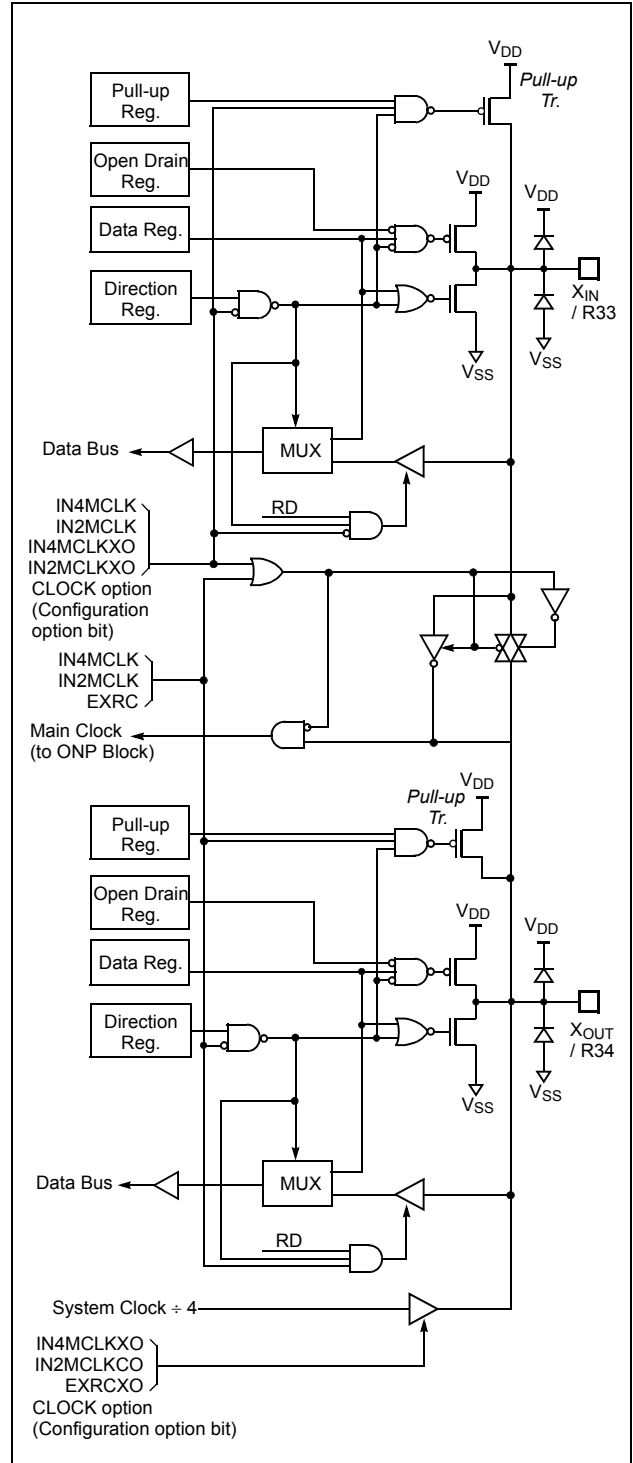 VDD
Pull-up
Tr.
Pull-up
Reg.
Open Drain
Reg.
VDD
VDD
Data Reg.
Direction
Reg.
XIN
/ R33
VSS
VSS
Data Bus
MUX
RD
IN4MCLK
IN2MCLK
IN4MCLKXO
IN2MCLKXO
CLOCK option
(Configuration
option bit)
IN4MCLK
IN2MCLK
EXRC
Main Clock
(to ONP Block)
VDD
Pull-up
Tr.
Pull-up
Reg.
Open Drain
Reg.
VDD
VDD
Data Reg.
Direction
Reg.
XOUT
/ R34
VSS
VSS
Data Bus
MUX
RD
System Clock ÷ 4
IN4MCLKXO
IN2MCLKCO
EXRCXO
CLOCK option
(Configuration option bit)